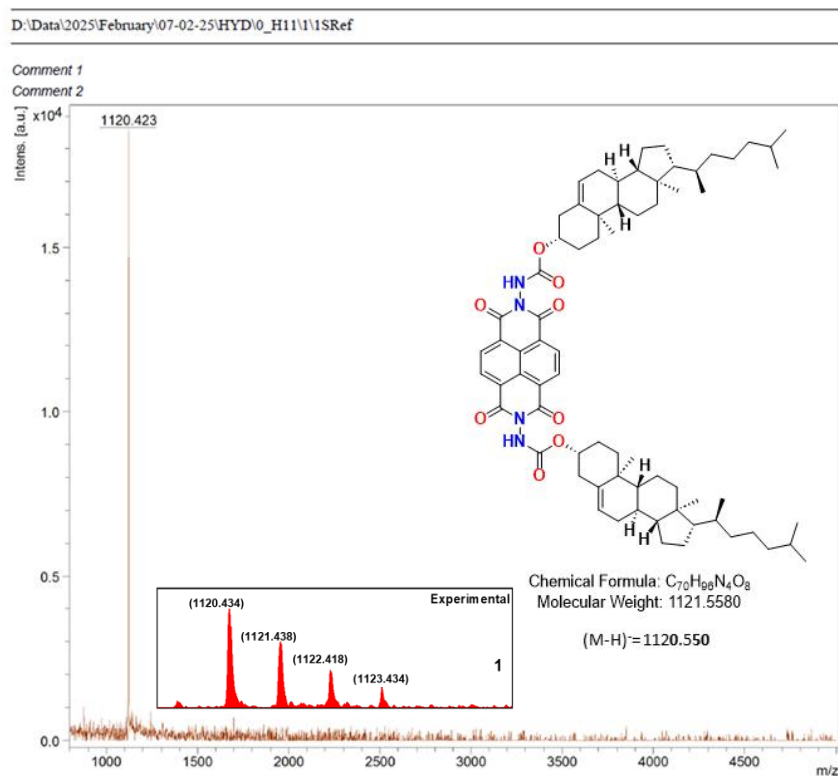 D:\Data\2025\February\07-02-25\HYD\0_H11\1\1SRef
Comment 1
Comment 2
Intens. [a.u.]
x10⁴
1120.423
1.5
1.0
0.5
0.0
H
H
H
O
O
HN
N
O
O
O
O
N
HN
O
O
H
H
H
Chemical Formula: C₇₀H₉₆N₄O₈
Molecular Weight: 1121.5580
(M-H)⁻=1120.550
Experimental
(1120.434)
(1121.438)
(1122.418)
(1123.434)
1
1000 1500 2000 2500 3000 3500 4000 4500
m/z